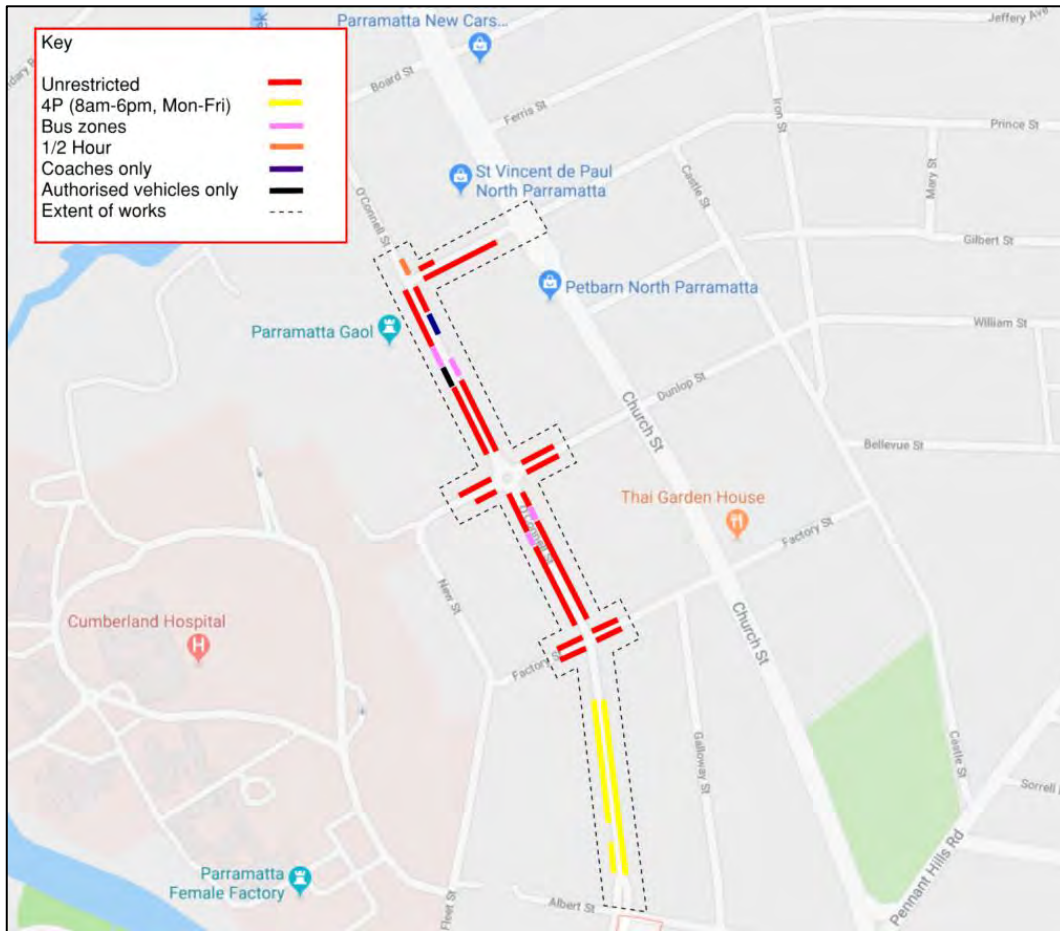 Key
Unrestricted
4P (8am-6pm, Mon-Fri)
Bus zones
1/2 Hour
Coaches only
Authorised vehicles only
Extent of works
Parramatta New Cars...
Jeffery Ave
Board St
Ferris St
Iron St
Prince St
Mary St
St Vincent de Paul
North Parramatta
Castle St
O'Connell St
Gilbert St
Petbarn North Parramatta
Parramatta Gaol
William St
Dunlop St
Church St
Bellevue St
Thai Garden House
Factory St
O'Connell St
New St
Cumberland Hospital
Church St
Factory St
Galloway St
Castle St
Sorrell
Pennant Hills Rd
Parramatta
Female Factory
Fleet St
Albert St